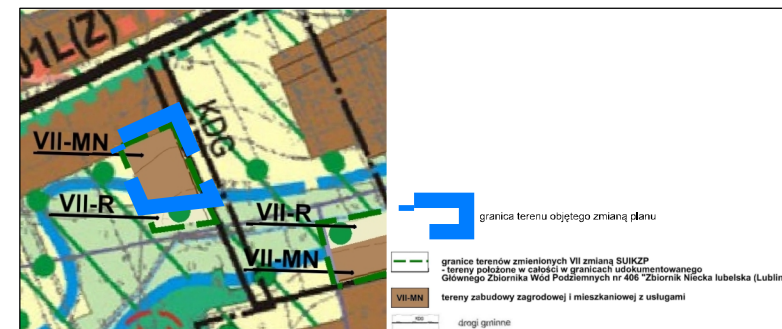 01L(Z)
KDG
VII-MN
VII-R
VII-R
VII-MN
granica terenu objętego zmianą planu
granice terenów zmienionych VII zmianą SUIKZP
- tereny położone w całości w granicach udokumentowanego
Głównego Zbiornika Wód Podziemnych nr 406 "Zbiornik Niecka lubelska (Lublin
VII-MN
tereny zabudowy zagrodowej i mieszkaniowej z usługami
KDG
drogi gminne